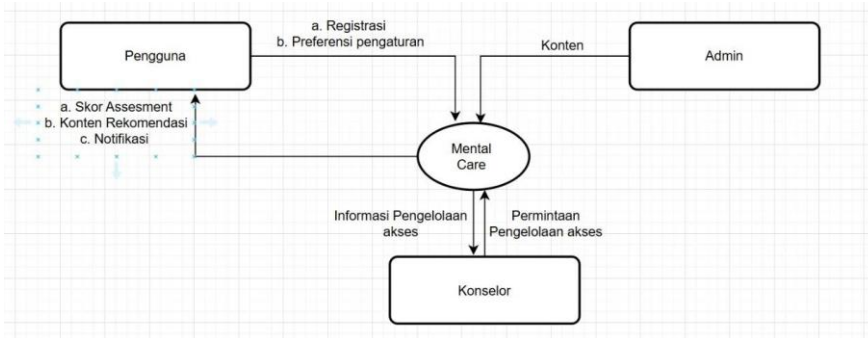 a. Registrasi
b. Preferensi pengaturan
Pengguna
Konten
Admin
a. Skor Assesment
b. Konten Rekomendasi
c. Notifikasi
Mental
Care
Informasi Pengelolaan
akses
Permintaan
Pengelolaan akses
Konselor